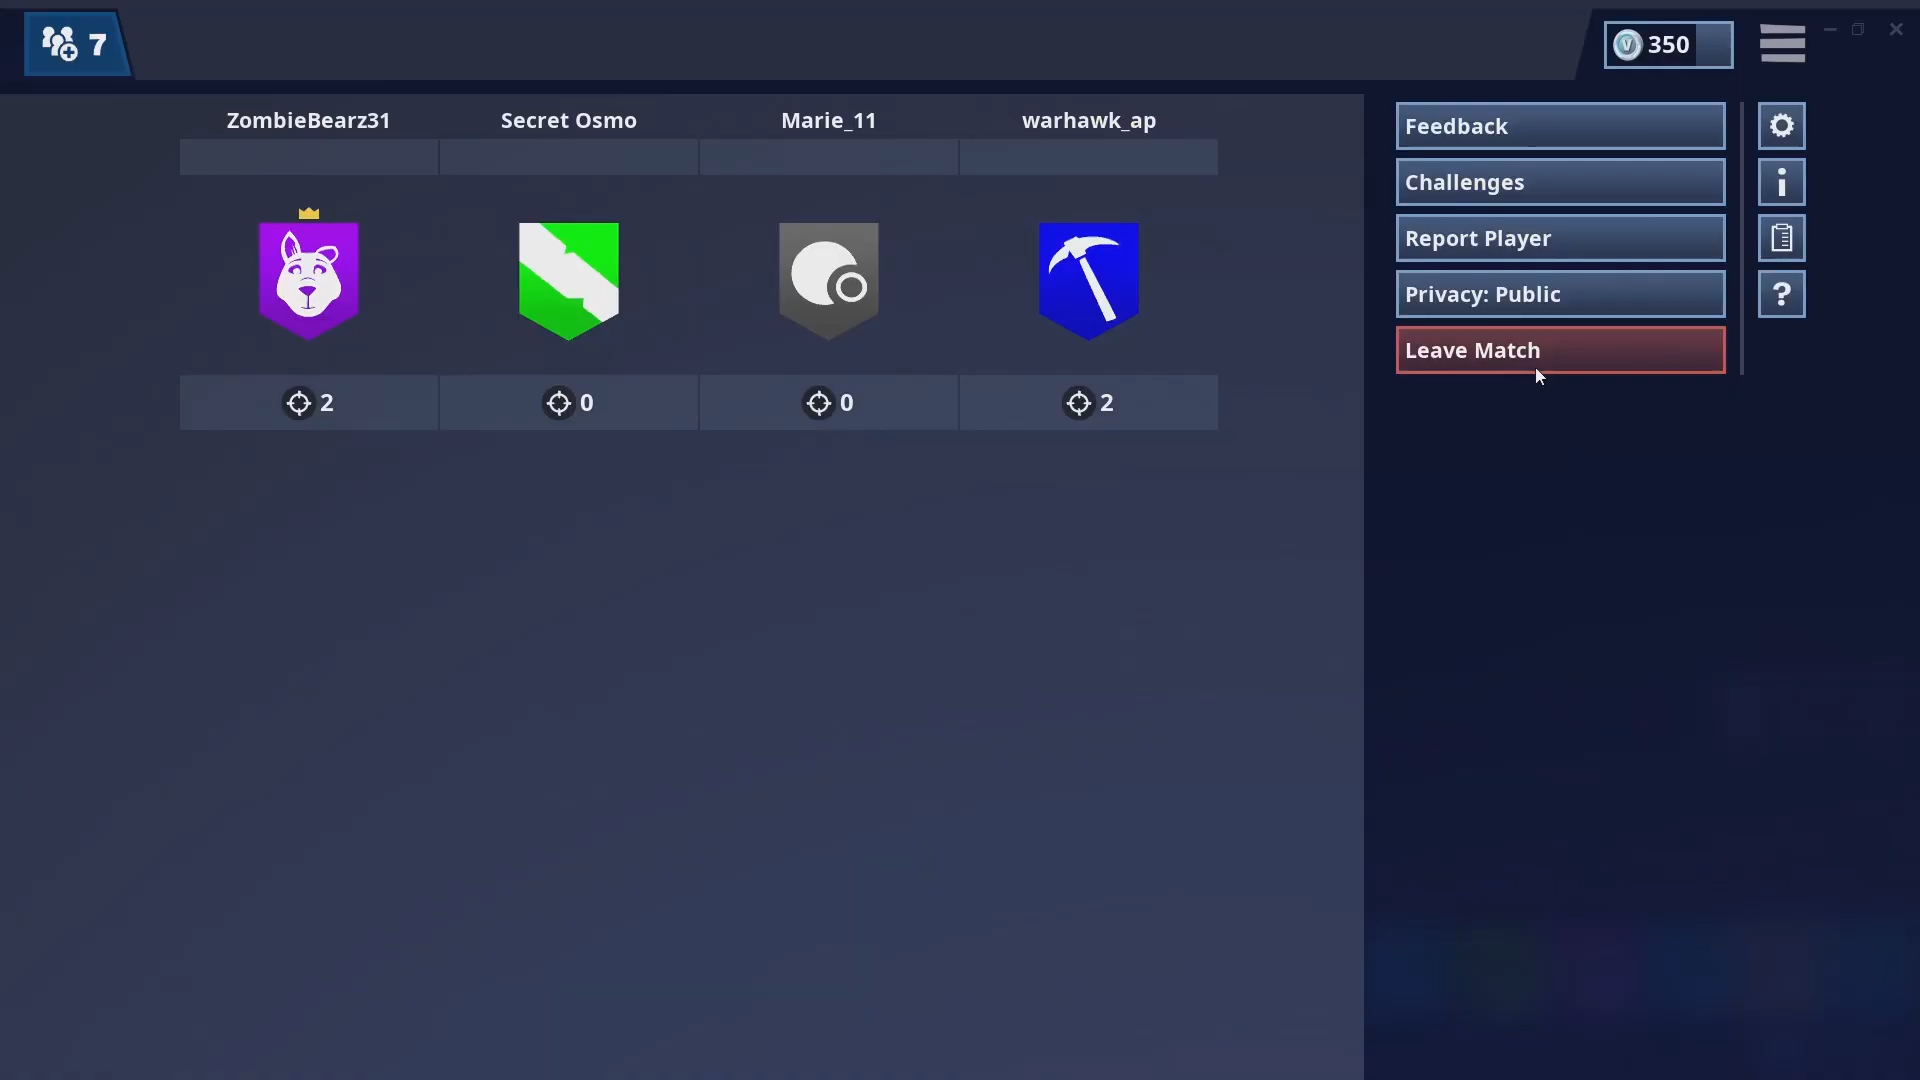 7
V 350
ZombieBearz31 Secret Osmo Marie_11 warhawk_ap
2 0 0 2
Feedback
Challenges
i
Report Player
Privacy: Public
?
Leave Match